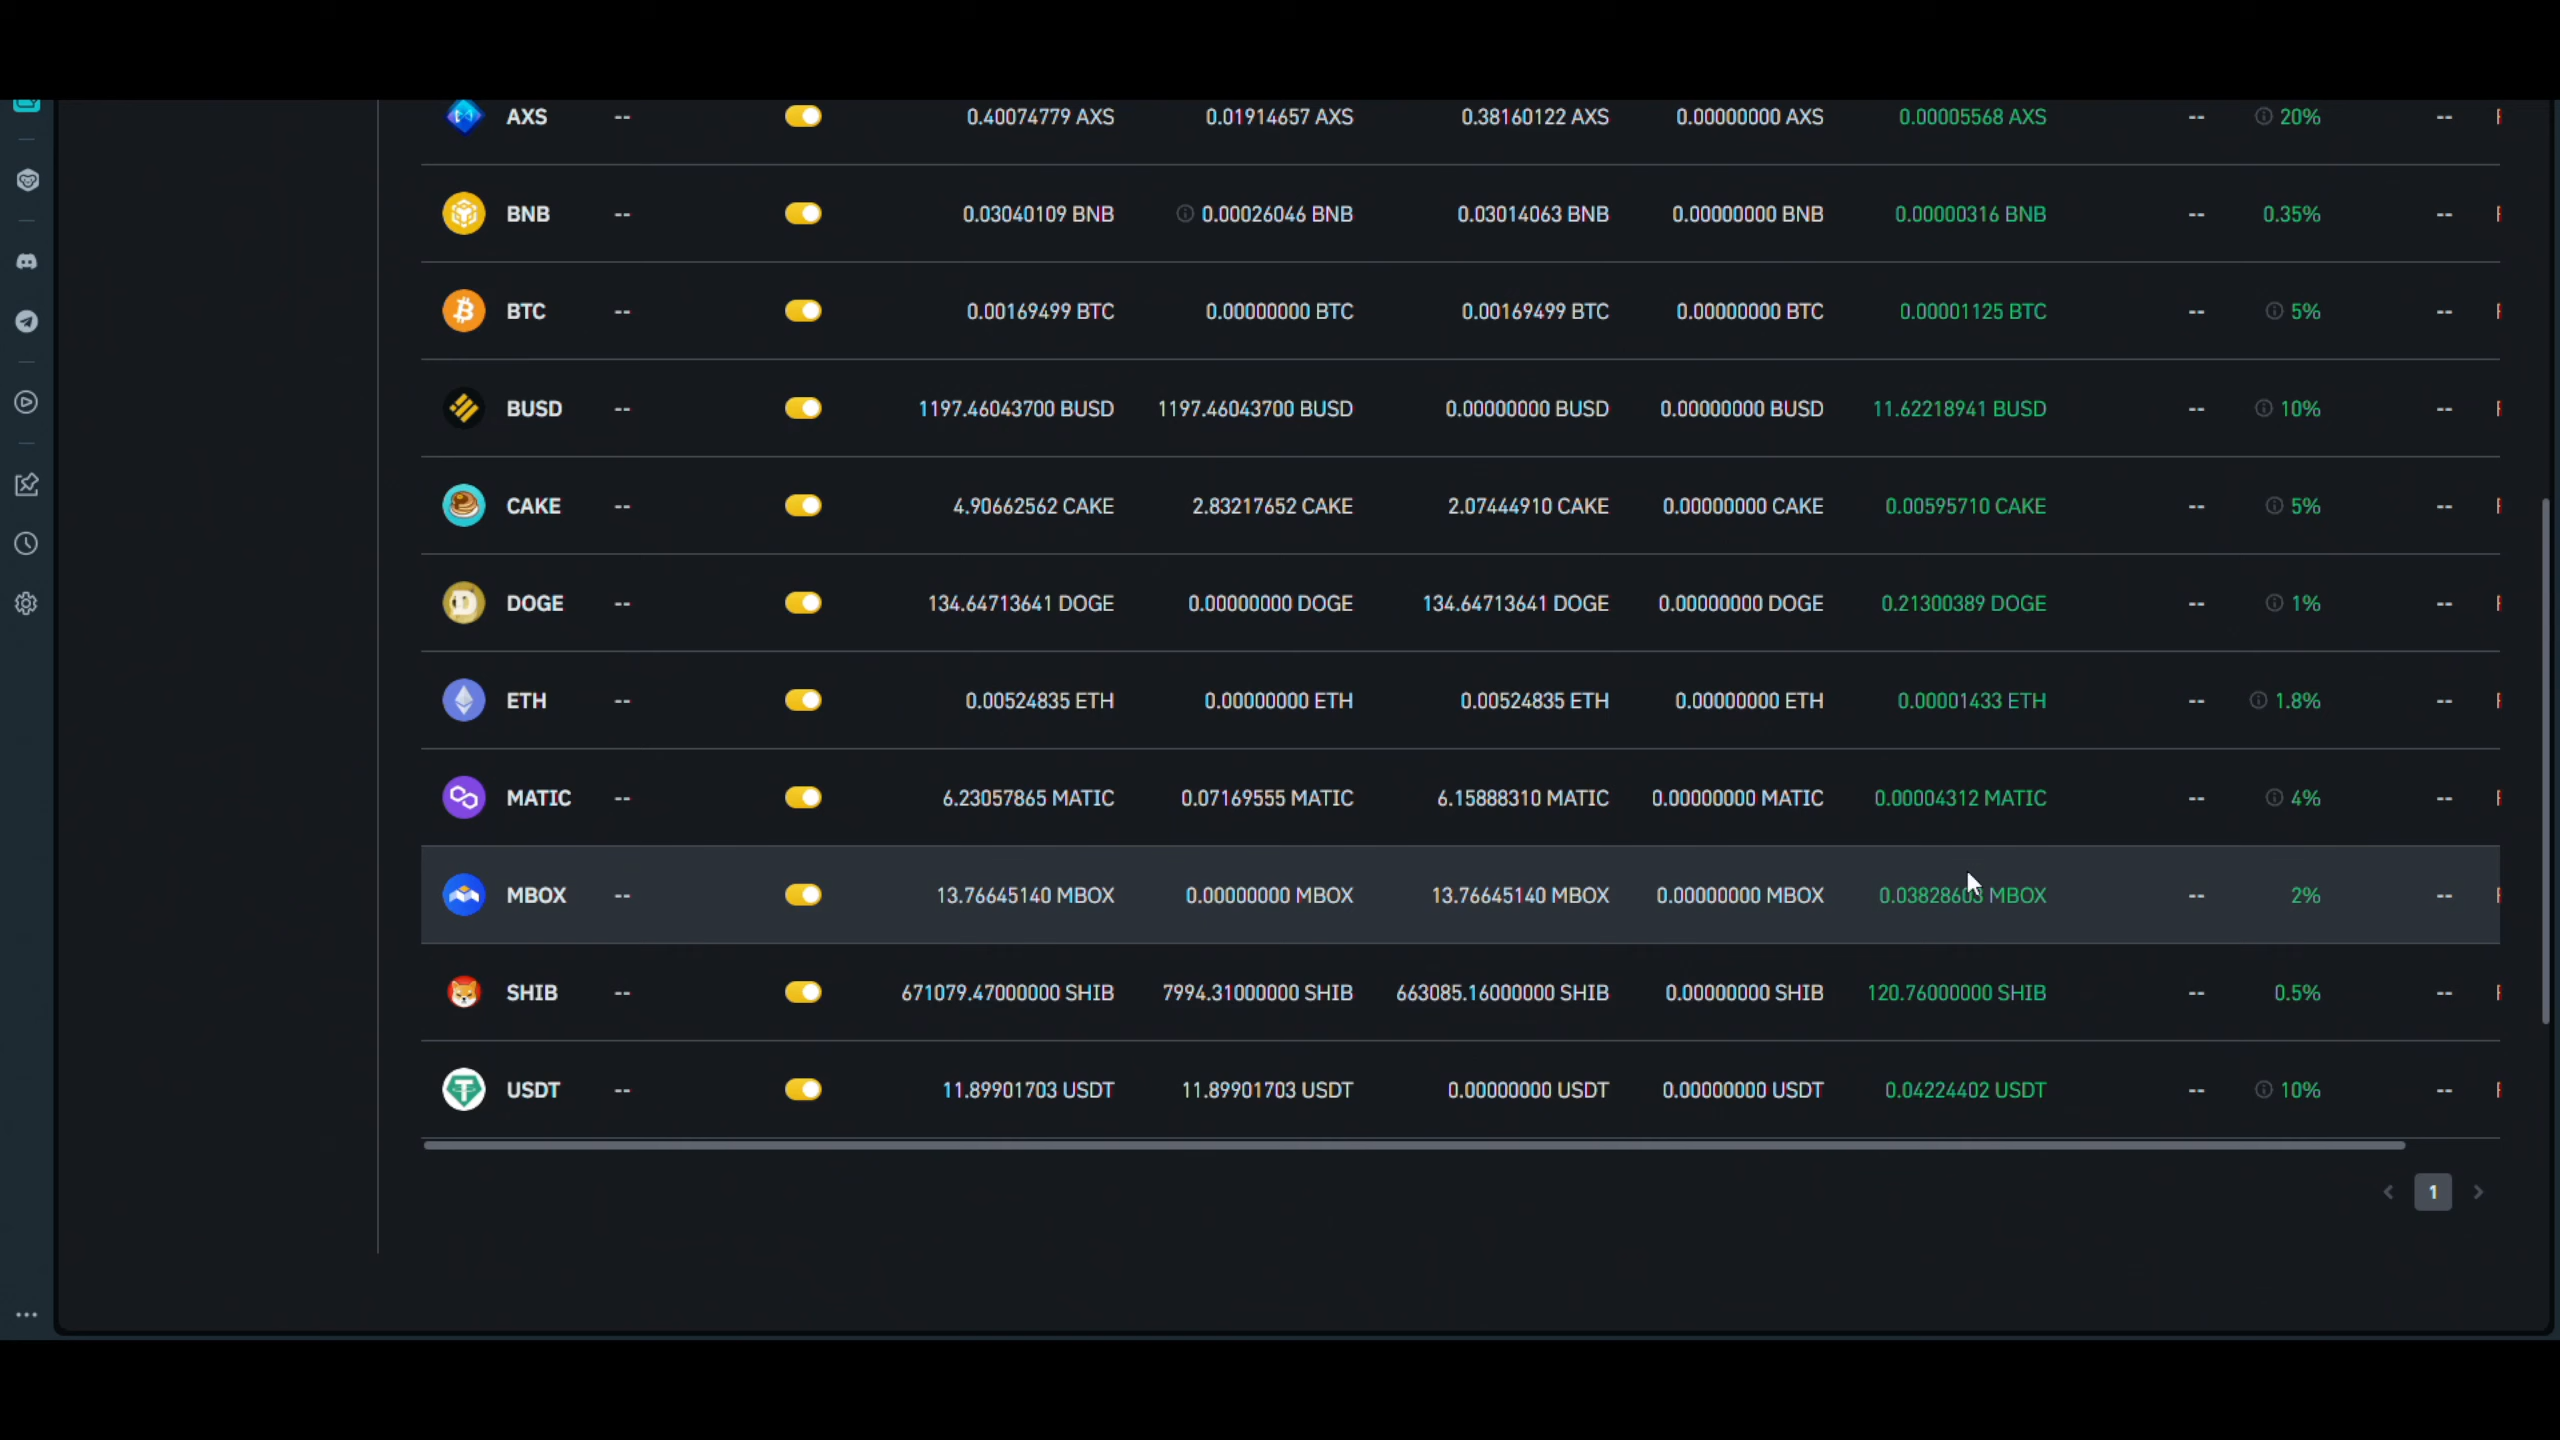 AXS -- 0.40074779 AXS 0.01914657 AXS 0.38160122 AXS 0.00000000 AXS 0.00005568 AXS -- 20% --
BNB -- 0.03040109 BNB 0.00026046 BNB 0.03014063 BNB 0.00000000 BNB 0.00000316 BNB -- 0.35% --
BTC -- 0.00169499 BTC 0.00000000 BTC 0.00169499 BTC 0.00000000 BTC 0.00001125 BTC -- 5% --
BUSD -- 1197.46043700 BUSD 1197.46043700 BUSD 0.00000000 BUSD 0.00000000 BUSD 11.62218941 BUSD -- 10% --
CAKE -- 4.90662562 CAKE 2.83217652 CAKE 2.07444910 CAKE 0.00000000 CAKE 0.00595710 CAKE -- 5% --
DOGE -- 134.64713641 DOGE 0.00000000 DOGE 134.64713641 DOGE 0.00000000 DOGE 0.21300389 DOGE -- 1% --
ETH -- 0.00524835 ETH 0.00000000 ETH 0.00524835 ETH 0.00000000 ETH 0.00001433 ETH -- 1.8% --
MATIC -- 6.23057865 MATIC 0.07169555 MATIC 6.15888310 MATIC 0.00000000 MATIC 0.00004312 MATIC -- 4% --
MBOX -- 13.76645140 MBOX 0.00000000 MBOX 13.76645140 MBOX 0.00000000 MBOX 0.03828603 MBOX -- 2% --
SHIB -- 671079.47000000 SHIB 7994.31000000 SHIB 663085.16000000 SHIB 0.00000000 SHIB 120.76000000 SHIB -- 0.5% --
USDT -- 11.89901703 USDT 11.89901703 USDT 0.00000000 USDT 0.00000000 USDT 0.04224402 USDT -- 10% --
1